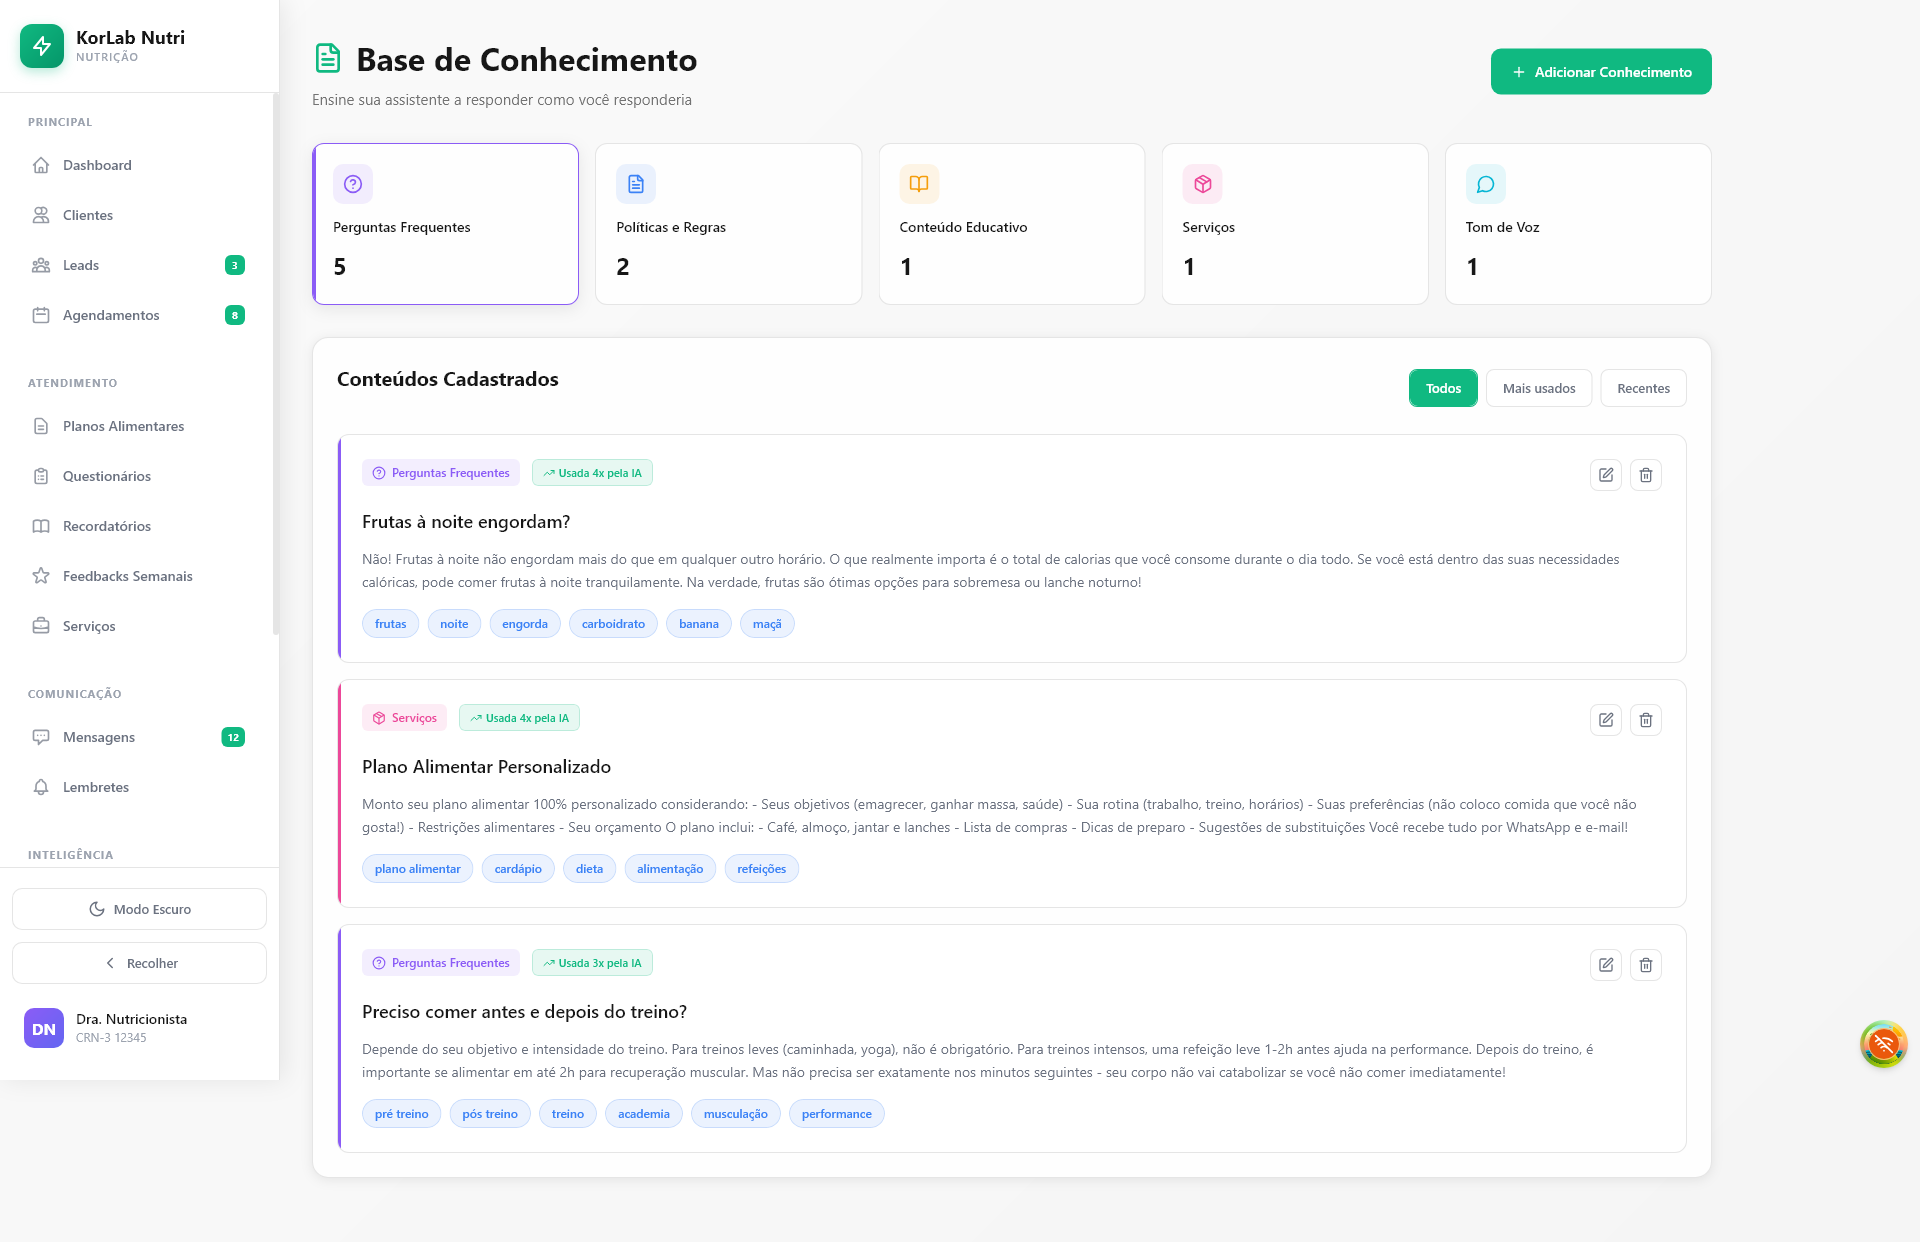 KorLab Nutri
NUTRIÇÃO
PRINCIPAL
Dashboard
Clientes
Leads
3
Agendamentos
8
ATENDIMENTO
Planos Alimentares
Questionários
Recordatórios
Feedbacks Semanais
Serviços
COMUNICAÇÃO
Mensagens
12
Lembretes
INTELIGÊNCIA
Modo Escuro
Recolher
DN
Dra. Nutricionista
CRN-3 12345
Base de Conhecimento
Ensine sua assistente a responder como você responderia
Adicionar Conhecimento
Perguntas Frequentes
5
Políticas e Regras
2
Conteúdo Educativo
1
Serviços
1
Tom de Voz
1
Conteúdos Cadastrados
Todos
Mais usados
Recentes
Perguntas Frequentes
Usada 4x pela IA
Frutas à noite engordam?
Não! Frutas à noite não engordam mais do que em qualquer outro horário. O que realmente importa é o total de calorias que você consome durante o dia todo. Se você está dentro das suas necessidades
calóricas, pode comer frutas à noite tranquilamente. Na verdade, frutas são ótimas opções para sobremesa ou lanche noturno!
frutas
noite
engorda
carboidrato
banana
maçã
Serviços
Usada 4x pela IA
Plano Alimentar Personalizado
Monto seu plano alimentar 100% personalizado considerando: - Seus objetivos (emagrecer, ganhar massa, saúde) - Sua rotina (trabalho, treino, horários) - Suas preferências (não coloco comida que você não
gosta!) - Restrições alimentares - Seu orçamento O plano inclui: - Café, almoço, jantar e lanches - Lista de compras - Dicas de preparo - Sugestões de substituições Você recebe tudo por WhatsApp e e-mail!
plano alimentar
cardápio
dieta
alimentação
refeições
Perguntas Frequentes
Usada 3x pela IA
Preciso comer antes e depois do treino?
Depende do seu objetivo e intensidade do treino. Para treinos leves (caminhada, yoga), não é obrigatório. Para treinos intensos, uma refeição leve 1-2h antes ajuda na performance. Depois do treino, é
importante se alimentar em até 2h para recuperação muscular. Mas não precisa ser exatamente nos minutos seguintes - seu corpo não vai catabolizar se você não comer imediatamente!
pré treino
pós treino
treino
academia
musculação
performance